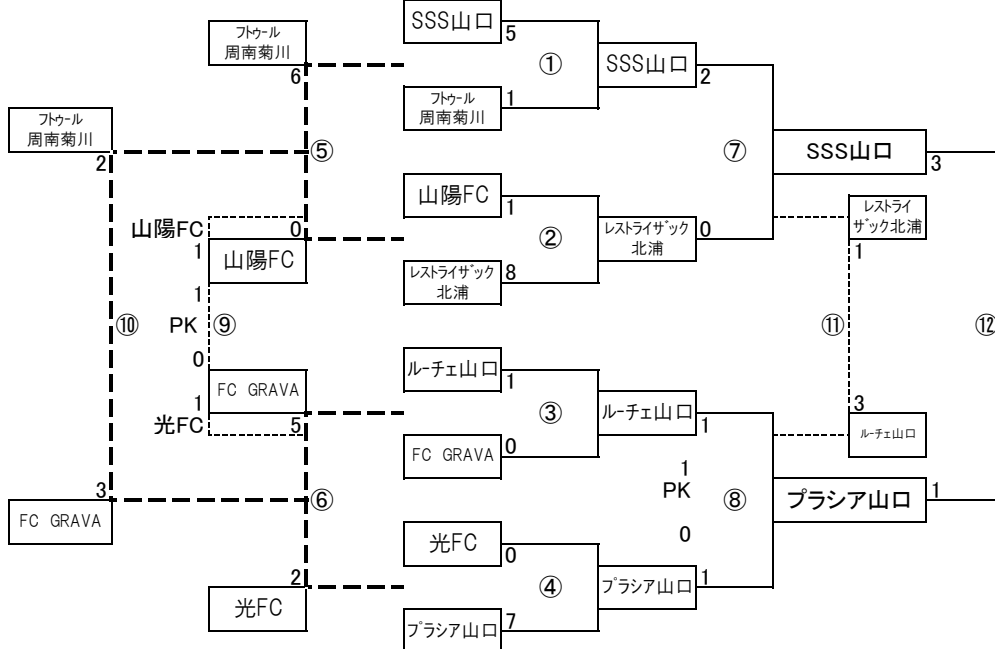 SSS山口
5
フトゥール
周南菊川
6
①
SSS山口
2
フトゥール
周南菊川
1
フトゥール
周南菊川
2
⑤
⑦
SSS山口
3
山陽FC
1
レストライ
ザック北浦
1
山陽FC
1
0
山陽FC
②
レストライザック
北浦
0
レストライザック
北浦
8
1
⑩
PK
⑨
⑪
⑫
0
ルーチェ山口
1
FC GRAVA
1
光FC
5
③
ルーチェ山口
1
3
ルーチェ山口
FC GRAVA
0
1
PK
0
3
FC GRAVA
⑥
⑧
プラシア山口
1
光FC
0
2
光FC
④
プラシア山口
1
プラシア山口
7